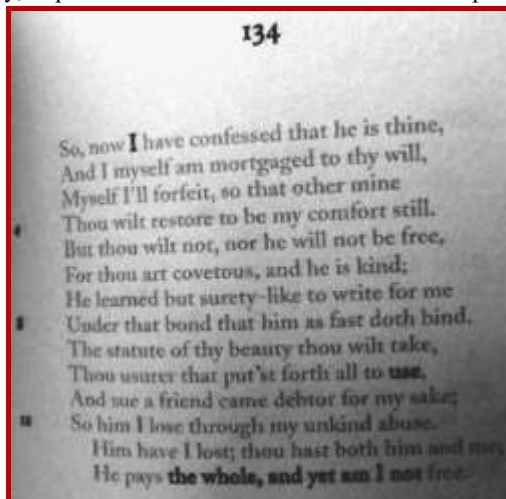 134
So, now I have confessed that he is thine,
And I myself am mortgaged to thy will,
Myself I'll forfeit, so that other mine
4 Thou wilt restore to be my comfort still.
But thou wilt not, nor he will not be free,
For thou art covetous, and he is kind;
He learned but surety-like to write for me
8 Under that bond that him as fast doth bind.
The statute of thy beauty thou wilt take,
Thou usurer that put'st forth all to use,
And sue a friend came debtor for my sake;
So him I lose through my unkind abuse.
Him have I lost; thou hast both him and me;
He pays the whole, and yet am I not free.